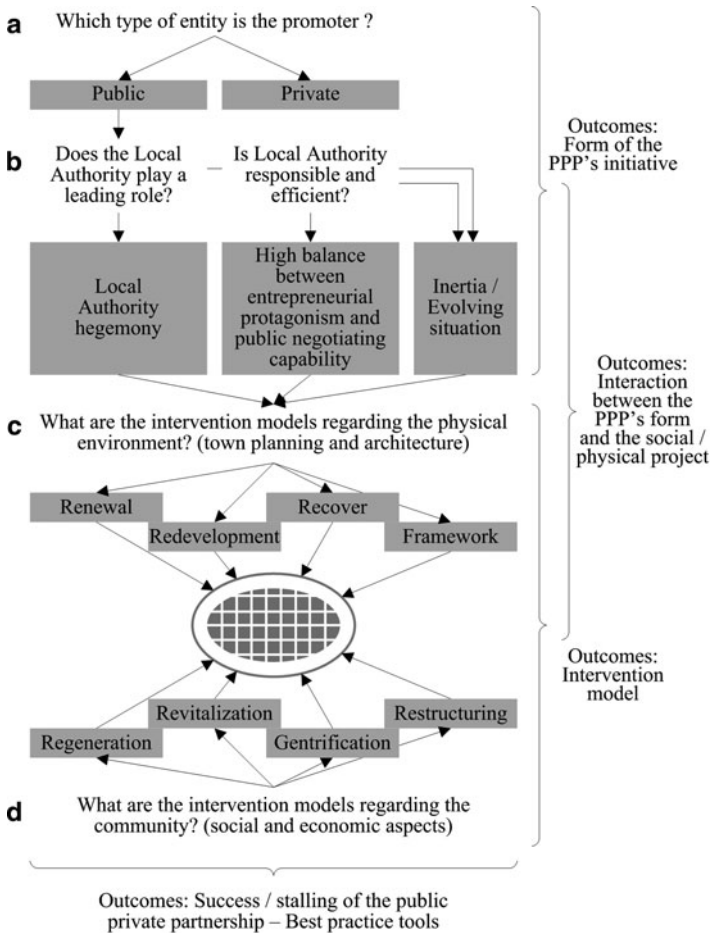 a
Which type of entity is the promoter ?
Public
Private
b
Does the Local
Authority play a
leading role?
Is Local Authority
responsible and
efficient?
Local
Authority
hegemony
High balance
between
entrepreneurial
protagonism and
public negotiating
capability
Inertia /
Evolving
situation
Outcomes:
Form of the
PPP's initiative
c
What are the intervention models regarding the physical
environment? (town planning and architecture)
Renewal
Redevelopment
Recover
Framework
Outcomes:
Interaction
between the
PPP's form
and the social /
physical project
Regeneration
Revitalization
Gentrification
Restructuring
Outcomes:
Intervention
model
d
What are the intervention models regarding the
community? (social and economic aspects)
Outcomes: Success / stalling of the public
private partnership – Best practice tools